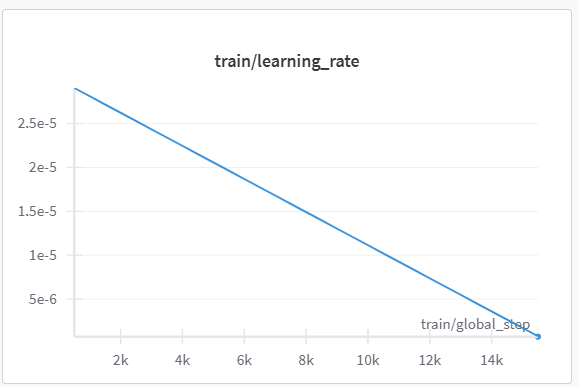 train/learning_rate
2.5e-5
2e-5
1.5e-5
1e-5
5e-6
train/global_step
2k 4k 6k 8k 10k 12k 14k